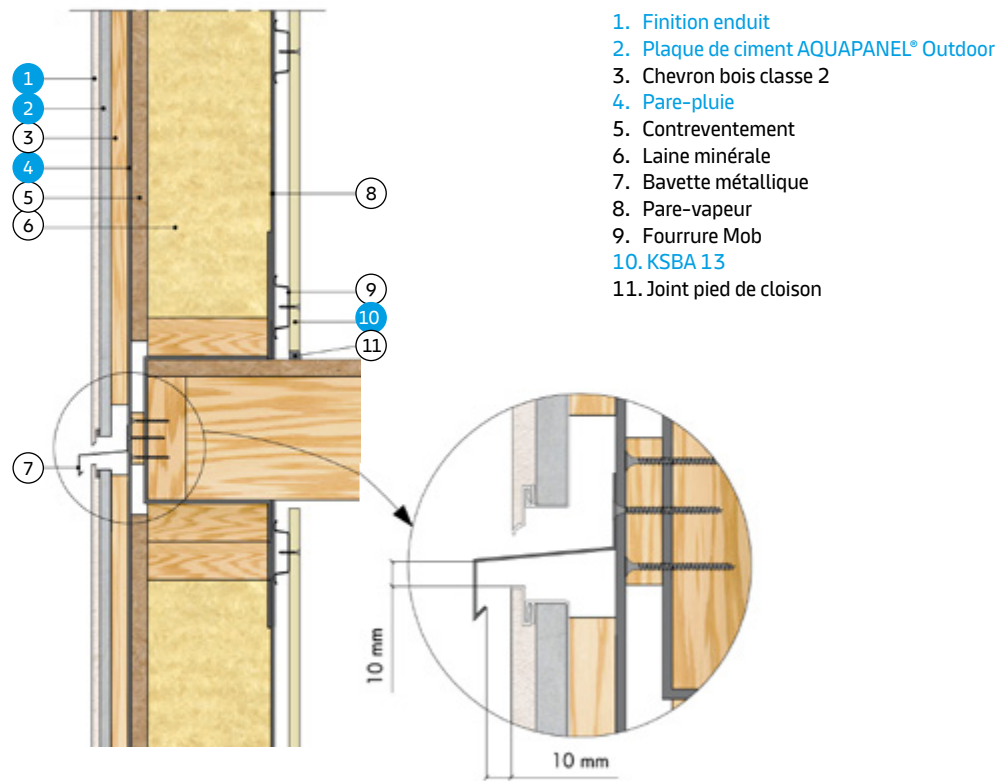 1. Finition enduit
2. Plaque de ciment AQUAPANEL® Outdoor
3. Chevron bois classe 2
4. Pare-pluie
5. Contreventement
6. Laine minérale
7. Bavette métallique
8. Pare-vapeur
9. Fourrure Mob
10. KSBA 13
11. Joint pied de cloison
1
2
3
4
5
6
7
8
9
10
11
10 mm
10 mm